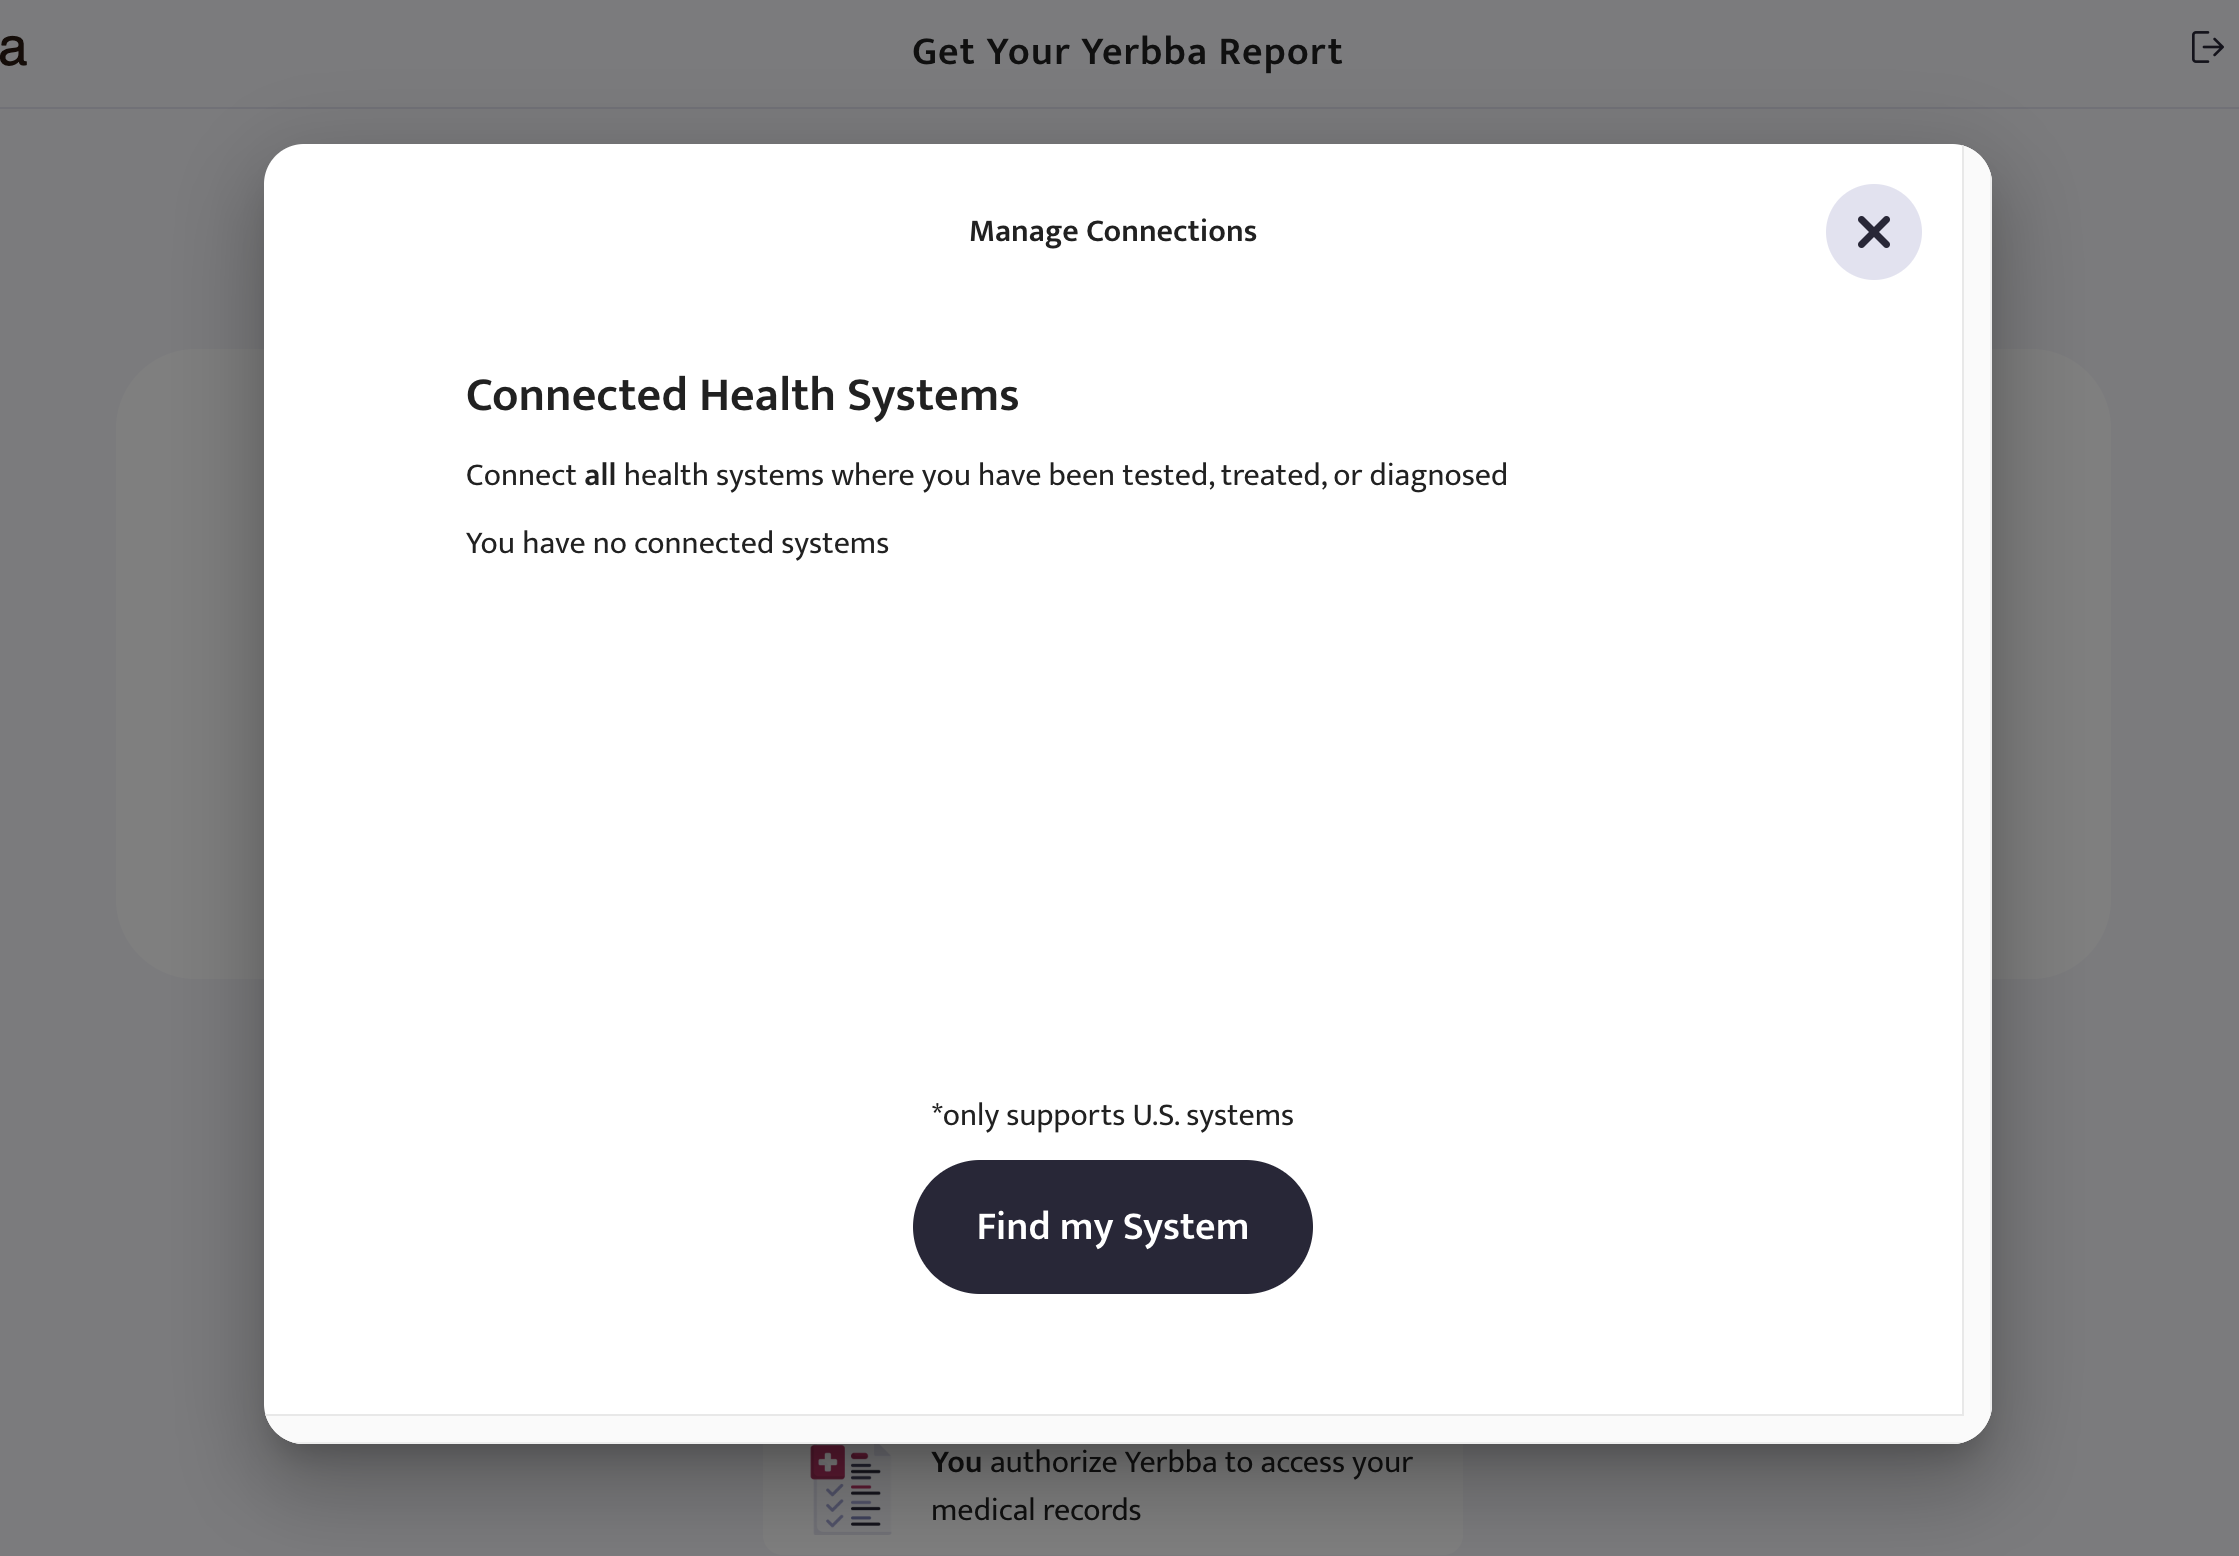 a
Get Your Yerbba Report
Manage Connections
Connected Health Systems
Connect all health systems where you have been tested, treated, or diagnosed
You have no connected systems
*only supports U.S. systems
Find my System
You authorize Yerbba to access your
medical records